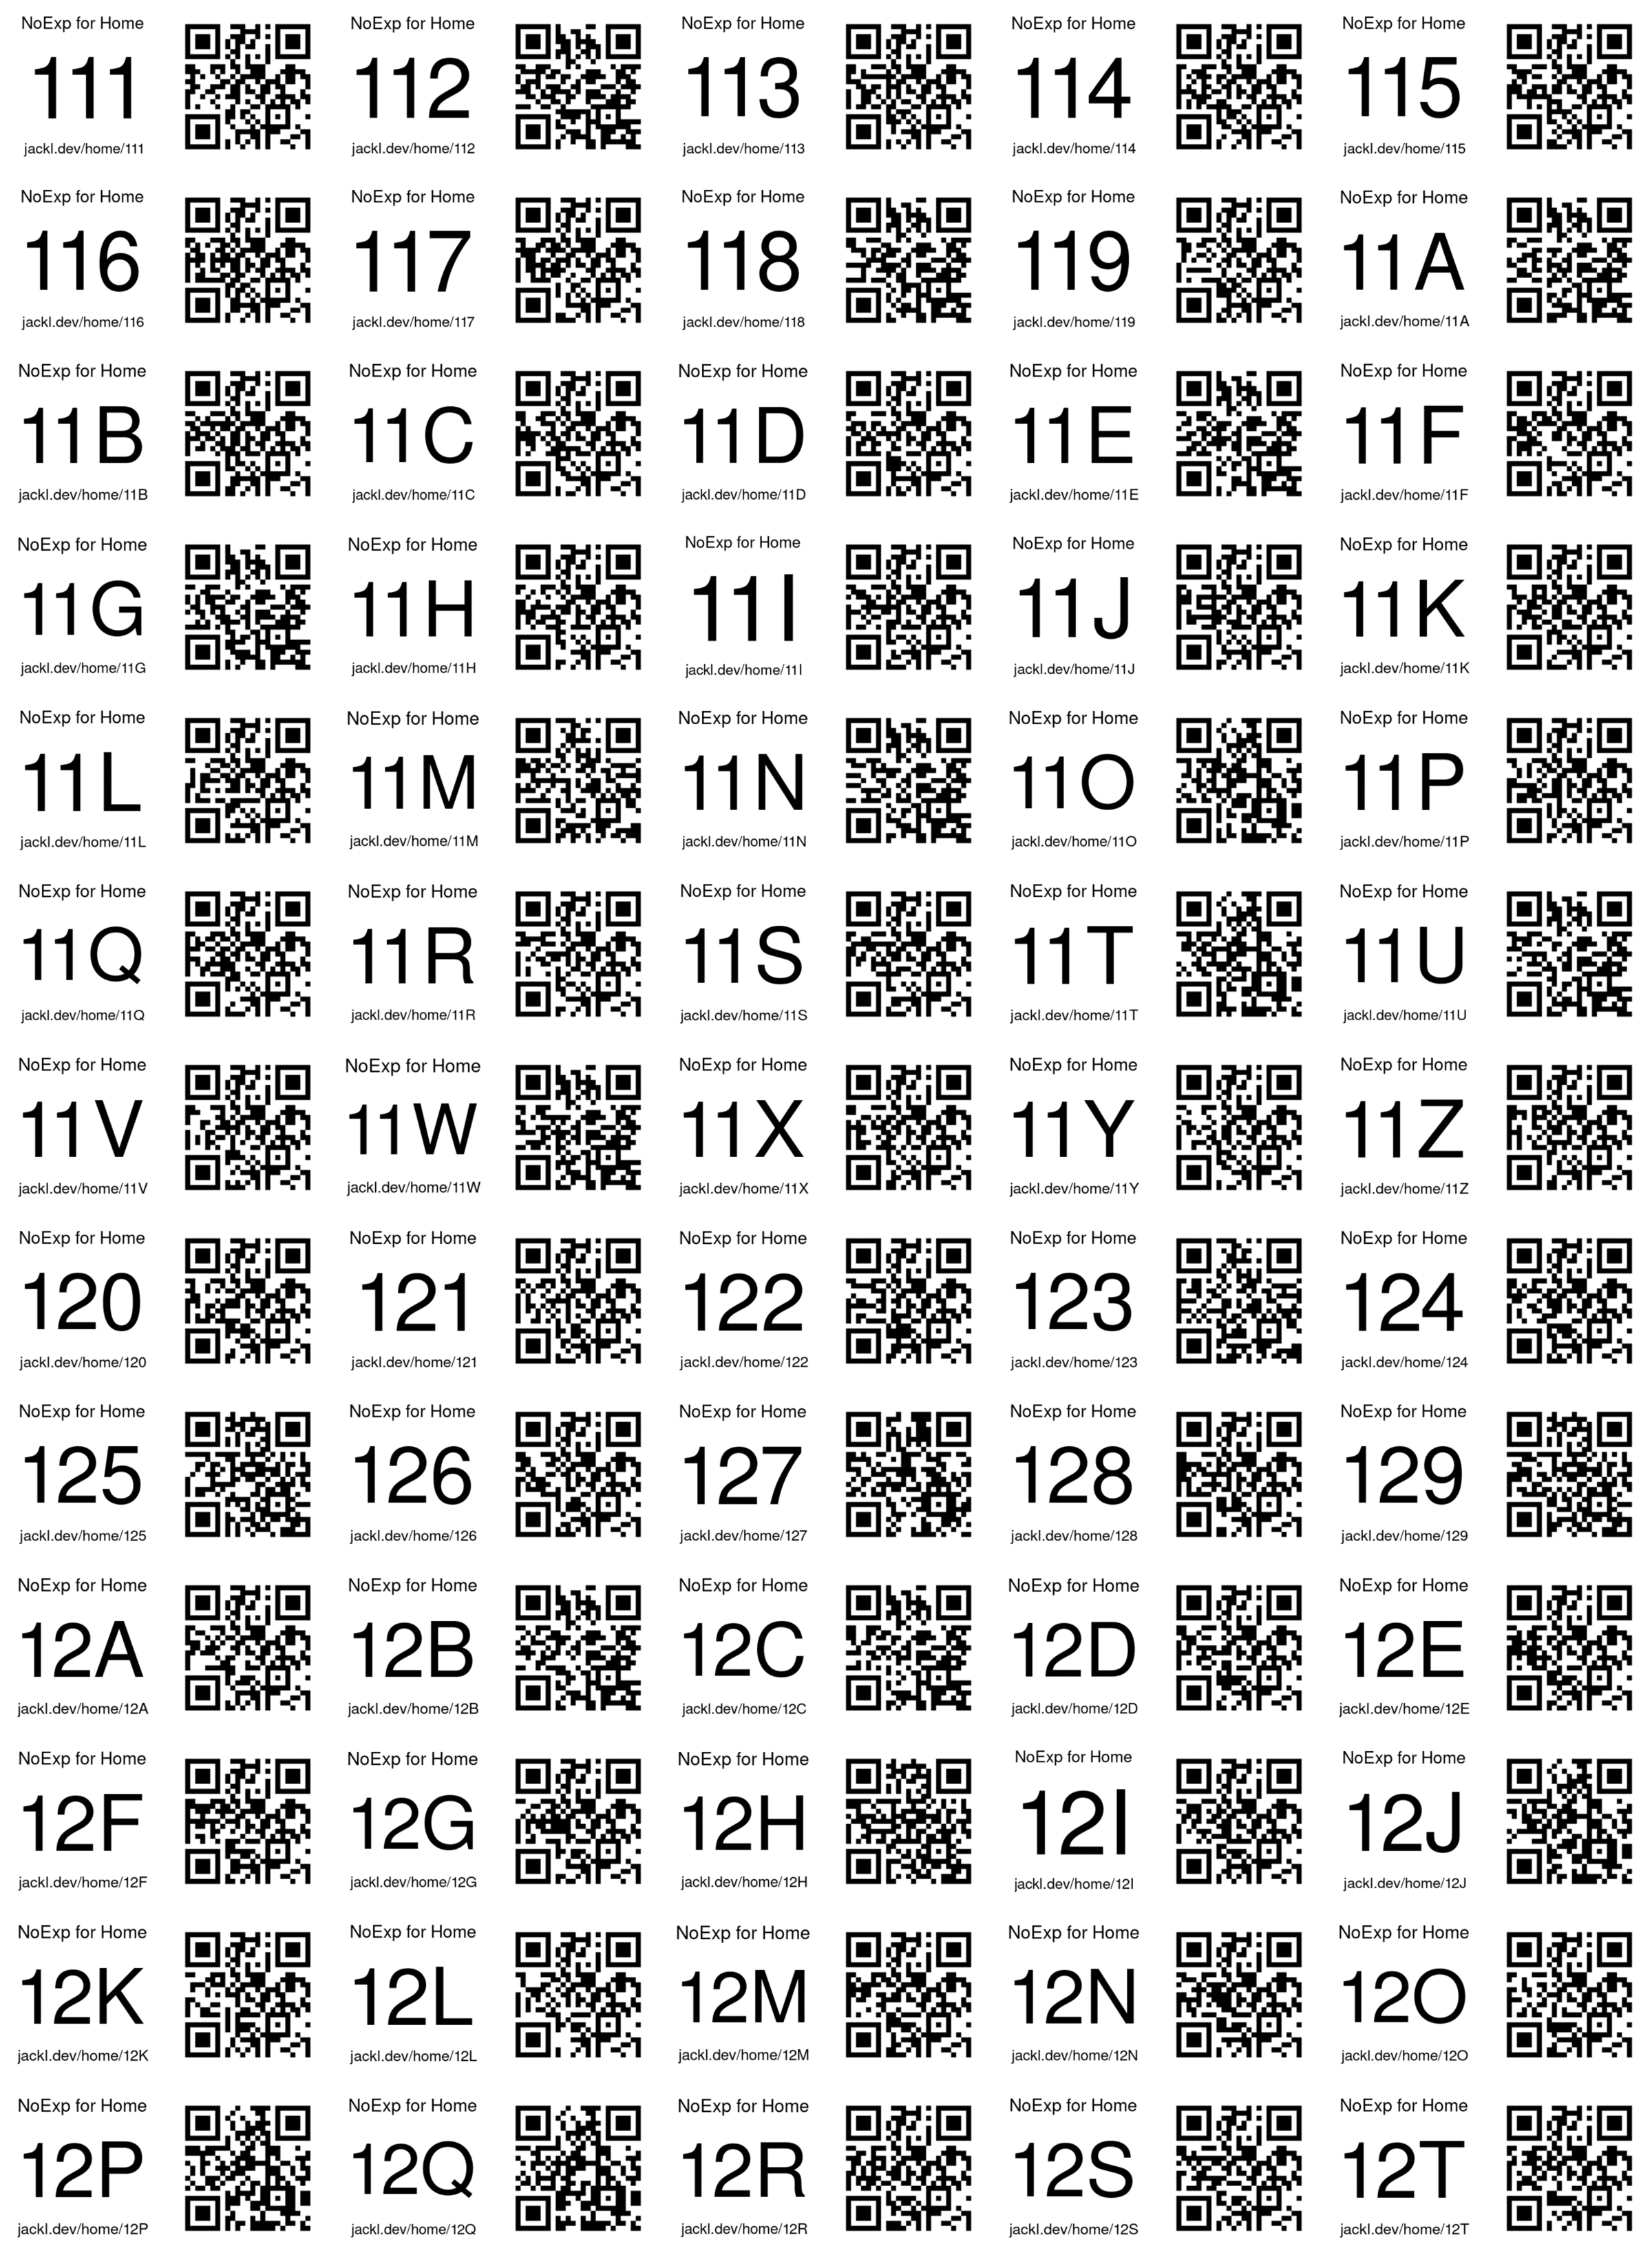 NoExp for Home NoExp for Home NoExp for Home NoExp for Home NoExp for Home
111 112 113 114 115
jackl.dev/home/111 jackl.dev/home/112 jackl.dev/home/113 jackl.dev/home/114 jackl.dev/home/115
NoExp for Home NoExp for Home NoExp for Home NoExp for Home NoExp for Home
116 117 118 119 11A
jackl.dev/home/116 jackl.dev/home/117 jackl.dev/home/118 jackl.dev/home/119 jackl.dev/home/11A
NoExp for Home NoExp for Home NoExp for Home NoExp for Home NoExp for Home
11B 11C 11D 11E 11F
jackl.dev/home/11B jackl.dev/home/11C jackl.dev/home/11D jackl.dev/home/11E jackl.dev/home/11F
NoExp for Home NoExp for Home NoExp for Home NoExp for Home NoExp for Home
11G 11H 11I 11J 11K
jackl.dev/home/11G jackl.dev/home/11H jackl.dev/home/11I jackl.dev/home/11J jackl.dev/home/11K
NoExp for Home NoExp for Home NoExp for Home NoExp for Home NoExp for Home
11L 11M 11N 11O 11P
jackl.dev/home/11L jackl.dev/home/11M jackl.dev/home/11N jackl.dev/home/11O jackl.dev/home/11P
NoExp for Home NoExp for Home NoExp for Home NoExp for Home NoExp for Home
11Q 11R 11S 11T 11U
jackl.dev/home/11Q jackl.dev/home/11R jackl.dev/home/11S jackl.dev/home/11T jackl.dev/home/11U
NoExp for Home NoExp for Home NoExp for Home NoExp for Home NoExp for Home
11V 11W 11X 11Y 11Z
jackl.dev/home/11V jackl.dev/home/11W jackl.dev/home/11X jackl.dev/home/11Y jackl.dev/home/11Z
NoExp for Home NoExp for Home NoExp for Home NoExp for Home NoExp for Home
120 121 122 123 124
jackl.dev/home/120 jackl.dev/home/121 jackl.dev/home/122 jackl.dev/home/123 jackl.dev/home/124
NoExp for Home NoExp for Home NoExp for Home NoExp for Home NoExp for Home
125 126 127 128 129
jackl.dev/home/125 jackl.dev/home/126 jackl.dev/home/127 jackl.dev/home/128 jackl.dev/home/129
NoExp for Home NoExp for Home NoExp for Home NoExp for Home NoExp for Home
12A 12B 12C 12D 12E
jackl.dev/home/12A jackl.dev/home/12B jackl.dev/home/12C jackl.dev/home/12D jackl.dev/home/12E
NoExp for Home NoExp for Home NoExp for Home NoExp for Home NoExp for Home
12F 12G 12H 12I 12J
jackl.dev/home/12F jackl.dev/home/12G jackl.dev/home/12H jackl.dev/home/12I jackl.dev/home/12J
NoExp for Home NoExp for Home NoExp for Home NoExp for Home NoExp for Home
12K 12L 12M 12N 12O
jackl.dev/home/12K jackl.dev/home/12L jackl.dev/home/12M jackl.dev/home/12N jackl.dev/home/12O
NoExp for Home NoExp for Home NoExp for Home NoExp for Home NoExp for Home
12P 12Q 12R 12S 12T
jackl.dev/home/12P jackl.dev/home/12Q jackl.dev/home/12R jackl.dev/home/12S jackl.dev/home/12T